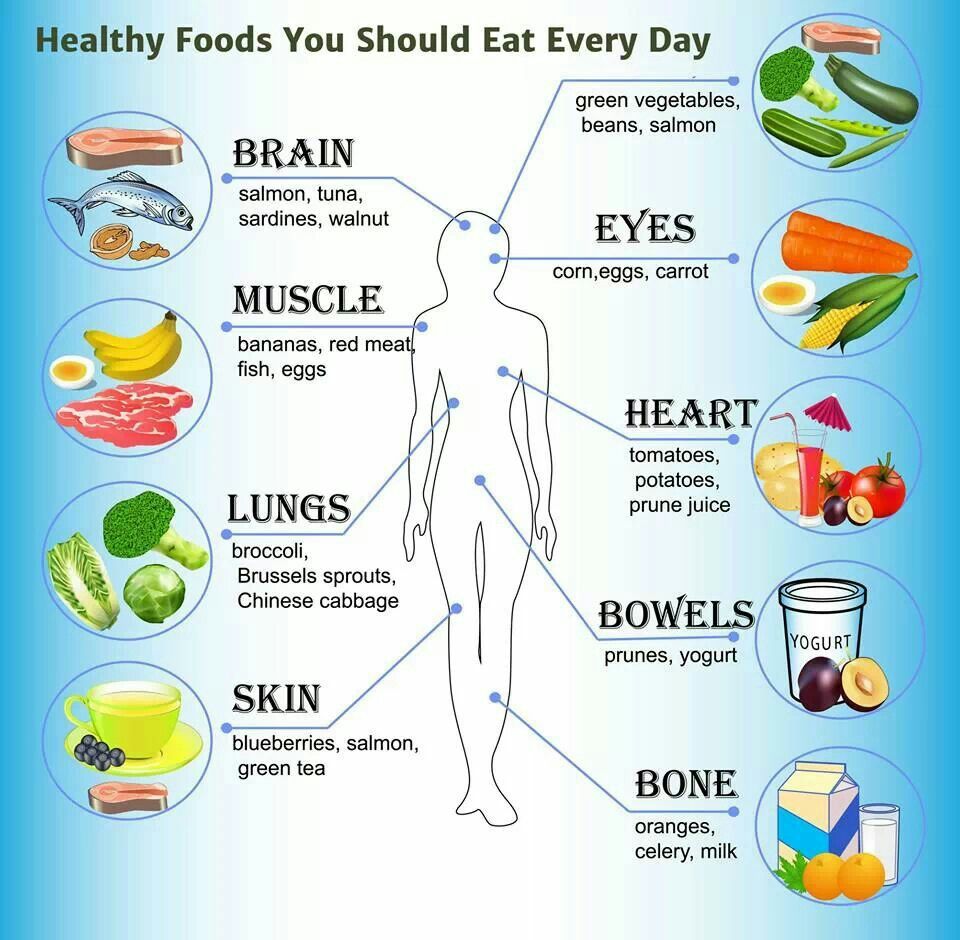 Healthy Foods You Should Eat Every Day
green vegetables,
beans, salmon
BRAIN
salmon, tuna,
sardines, walnut
EYES
corn,eggs, carrot
MUSCLE
bananas, red meat,
fish, eggs
HEART
tomatoes,
potatoes,
prune juice
LUNGS
broccoli,
Brussels sprouts,
Chinese cabbage
BOWELS
prunes, yogurt
YOGURT
SKIN
blueberries, salmon,
green tea
BONE
oranges,
celery, milk